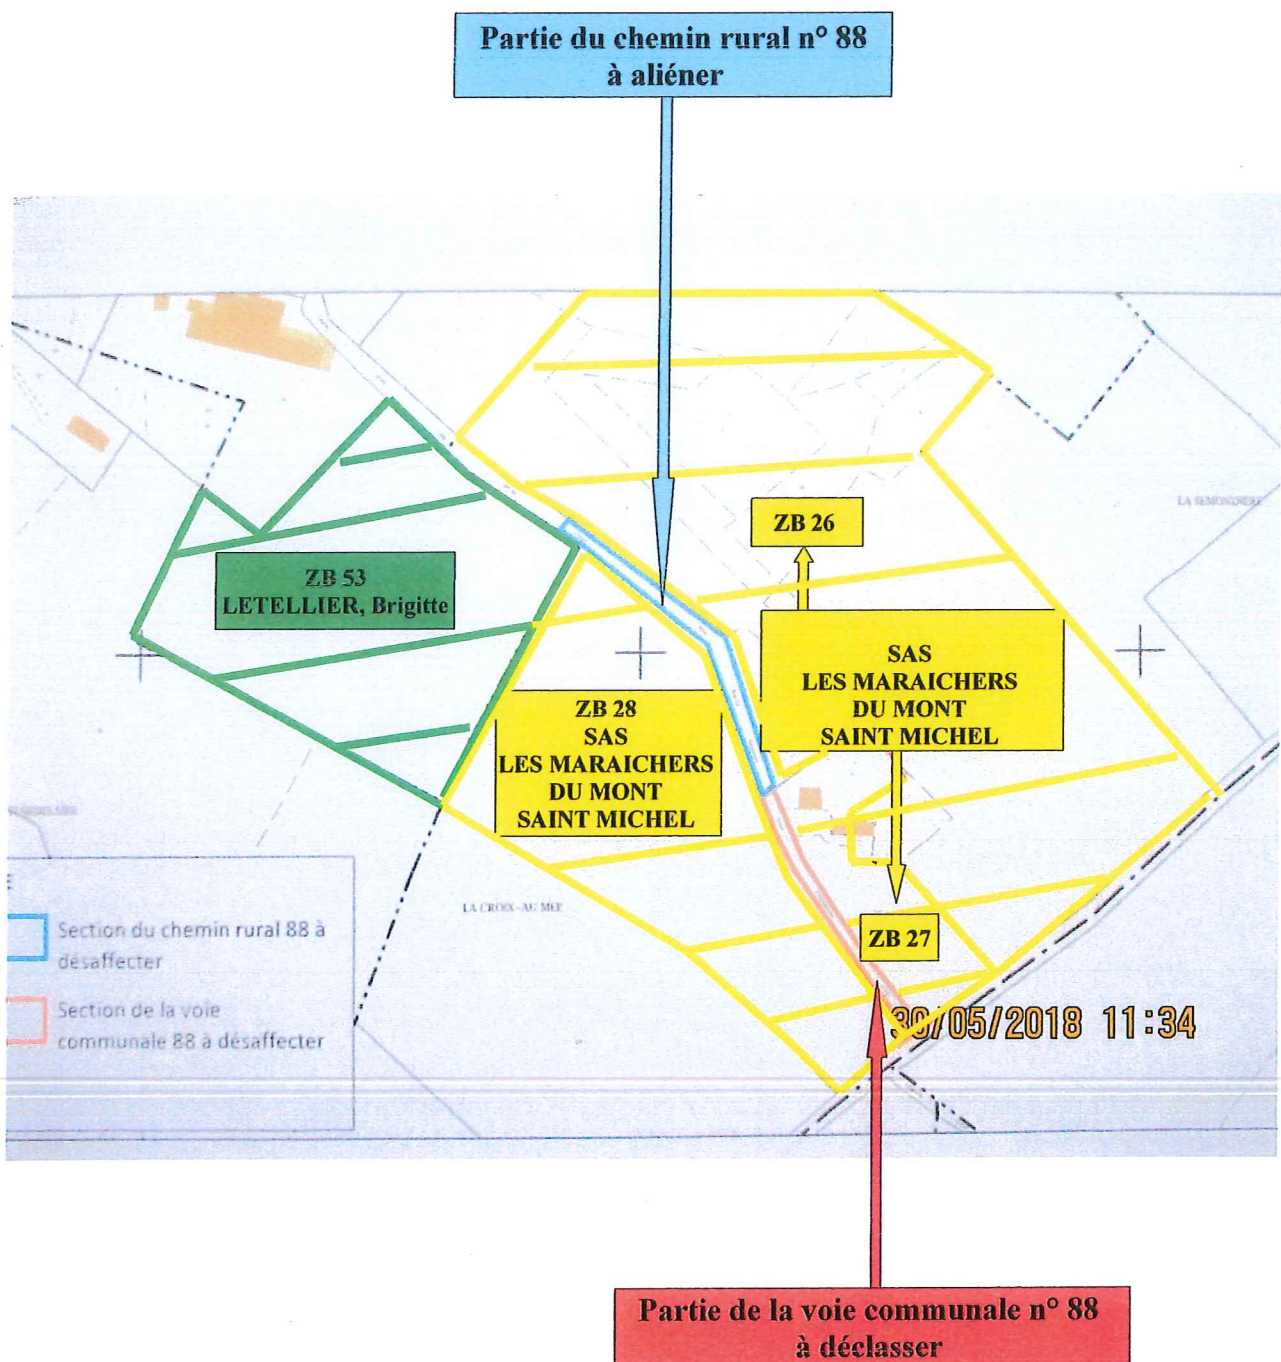 Partie du chemin rural n° 88
à aliéner
LA SEMONDIERE
ZB 26
ZB 53
LETELLIER, Brigitte
SAS
LES MARAICHERS
DU MONT
SAINT MICHEL
ZB 28
SAS
LES MARAICHERS
DU MONT
SAINT MICHEL
LA CROIX-AU MEE
ZB 27
Section du chemin rural 88 à
désaffecter
Section de la voie
communale 88 à désaffecter
30/05/2018 11:34
Partie de la voie communale n° 88
à déclasser